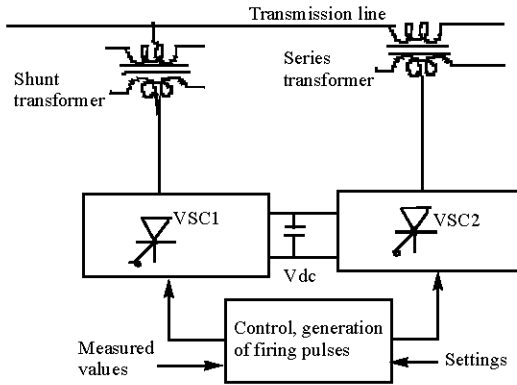 Transmission line
Shunt
transformer
Series
transformer
VSC1
VSC2
Vdc
Control, generation
of firing pulses
Measured
values
Settings